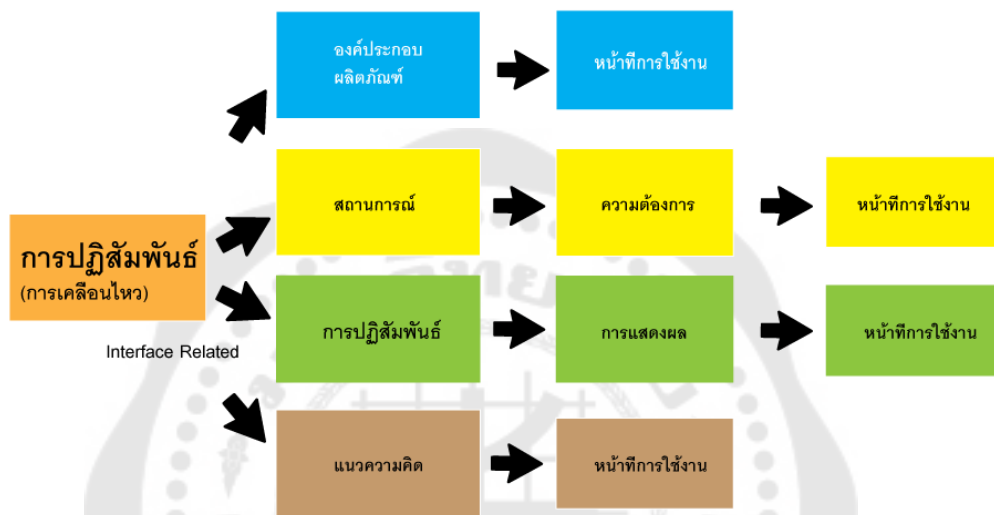 องค์ประกอบ
ผลิตภัณฑ์
หน้าที่การใช้งาน
สถานการณ์
ความต้องการ
หน้าที่การใช้งาน
การปฏิสัมพันธ์
(การเคลื่อนไหว)
Interface Related
การปฏิสัมพันธ์
การแสดงผล
หน้าที่การใช้งาน
แนวความคิด
หน้าที่การใช้งาน